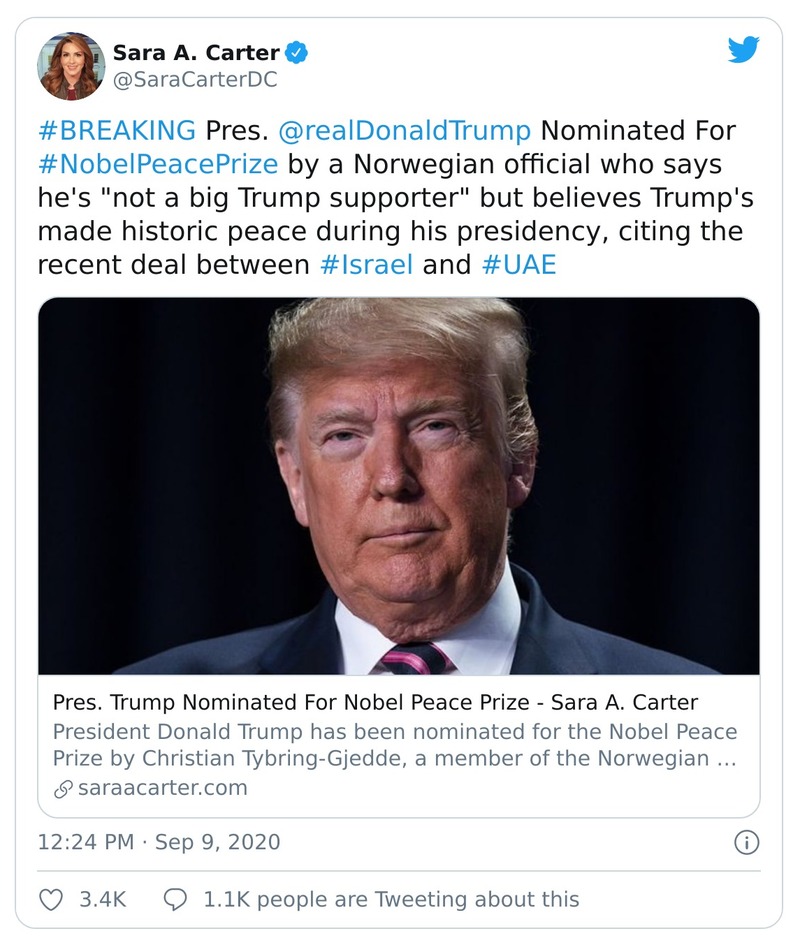 Sara A. Carter
@SaraCarterDC
#BREAKING Pres. @realDonaldTrump Nominated For
#NobelPeacePrize by a Norwegian official who says
he's "not a big Trump supporter" but believes Trump's
made historic peace during his presidency, citing the
recent deal between #Israel and #UAE
Pres. Trump Nominated For Nobel Peace Prize - Sara A. Carter
President Donald Trump has been nominated for the Nobel Peace
Prize by Christian Tybring-Gjedde, a member of the Norwegian ...
saraacarter.com
12:24 PM · Sep 9, 2020
3.4K 1.1K people are Tweeting about this